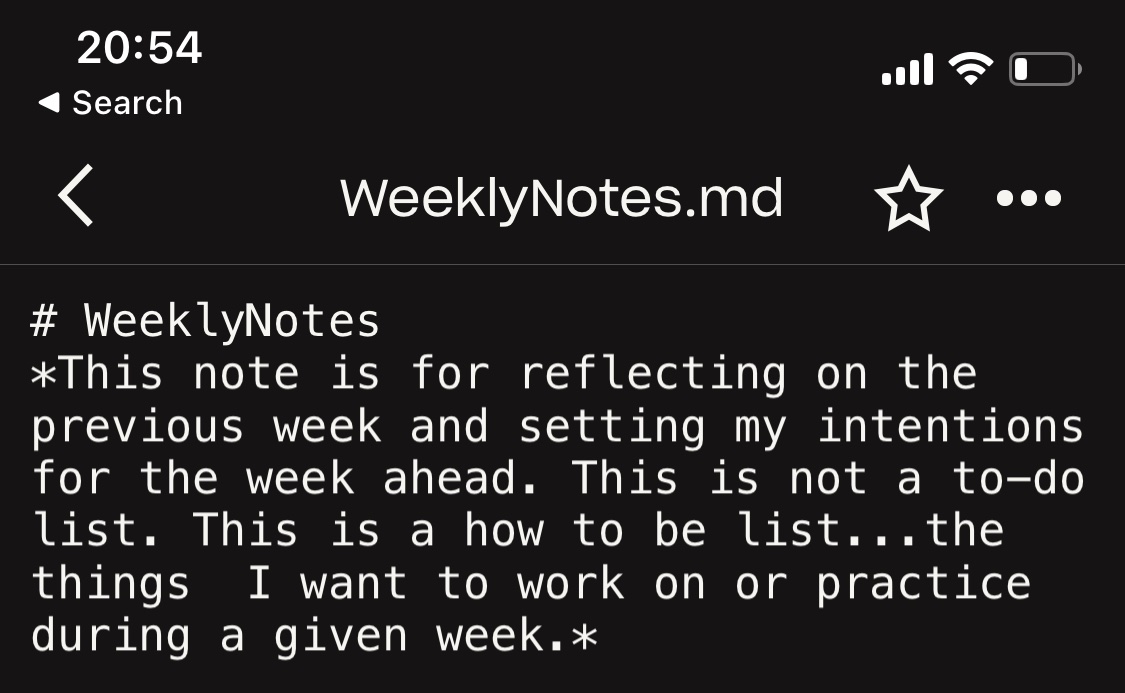 20:54
◀ Search
WeeklyNotes.md
# WeeklyNotes
*This note is for reflecting on the
previous week and setting my intentions
for the week ahead. This is not a to-do
list. This is a how to be list...the
things  I want to work on or practice
during a given week.*